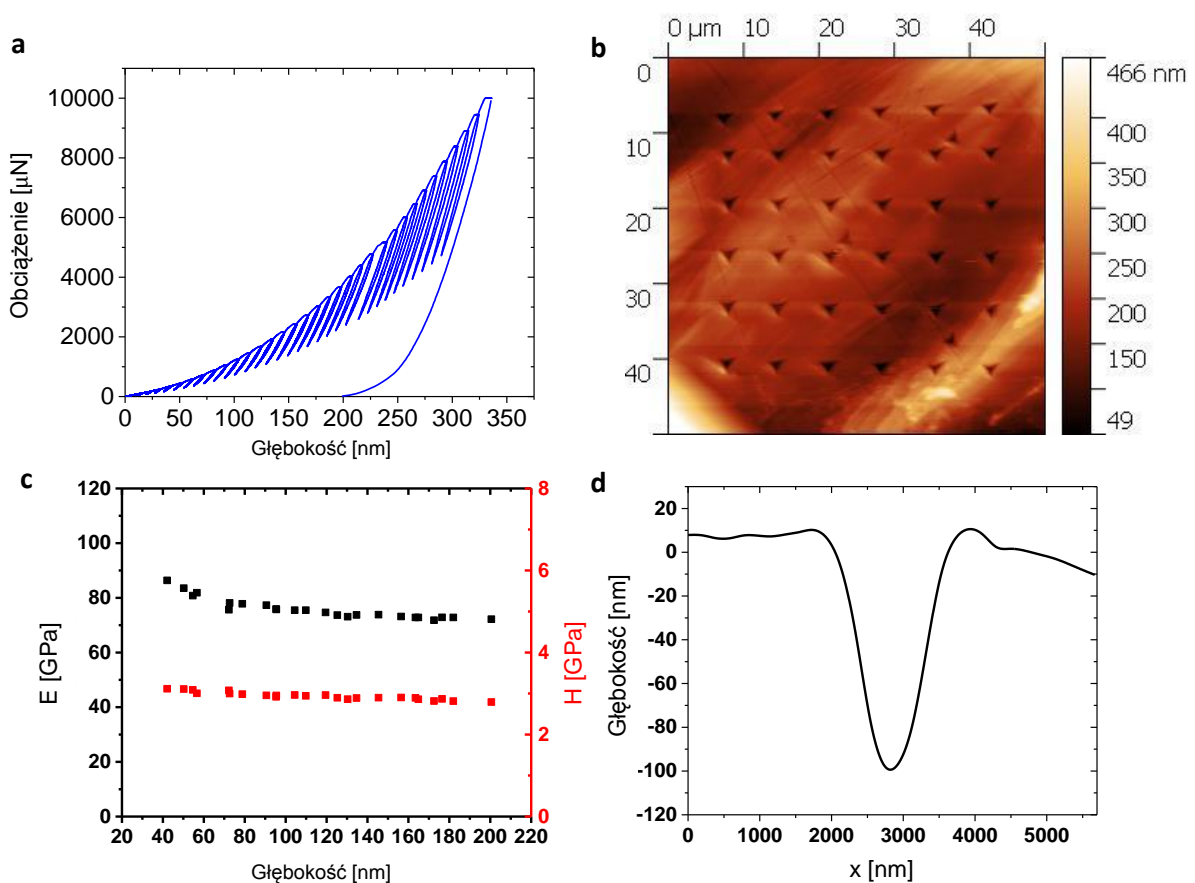 a
10000
8000
6000
4000
2000
0
Obciążenie [µN]
0 50 100 150 200 250 300 350
Głębokość [nm]
b
0 µm 10 20 30 40
0
10
20
30
40
466 nm
400
350
300
250
200
150
49
c
120
100
80
60
40
20
0
E [GPa]
8
6
4
2
0
H [GPa]
20 40 60 80 100 120 140 160 180 200 220
Głębokość [nm]
d
20
0
-20
-40
-60
-80
-100
-120
Głębokość [nm]
0 1000 2000 3000 4000 5000
x [nm]